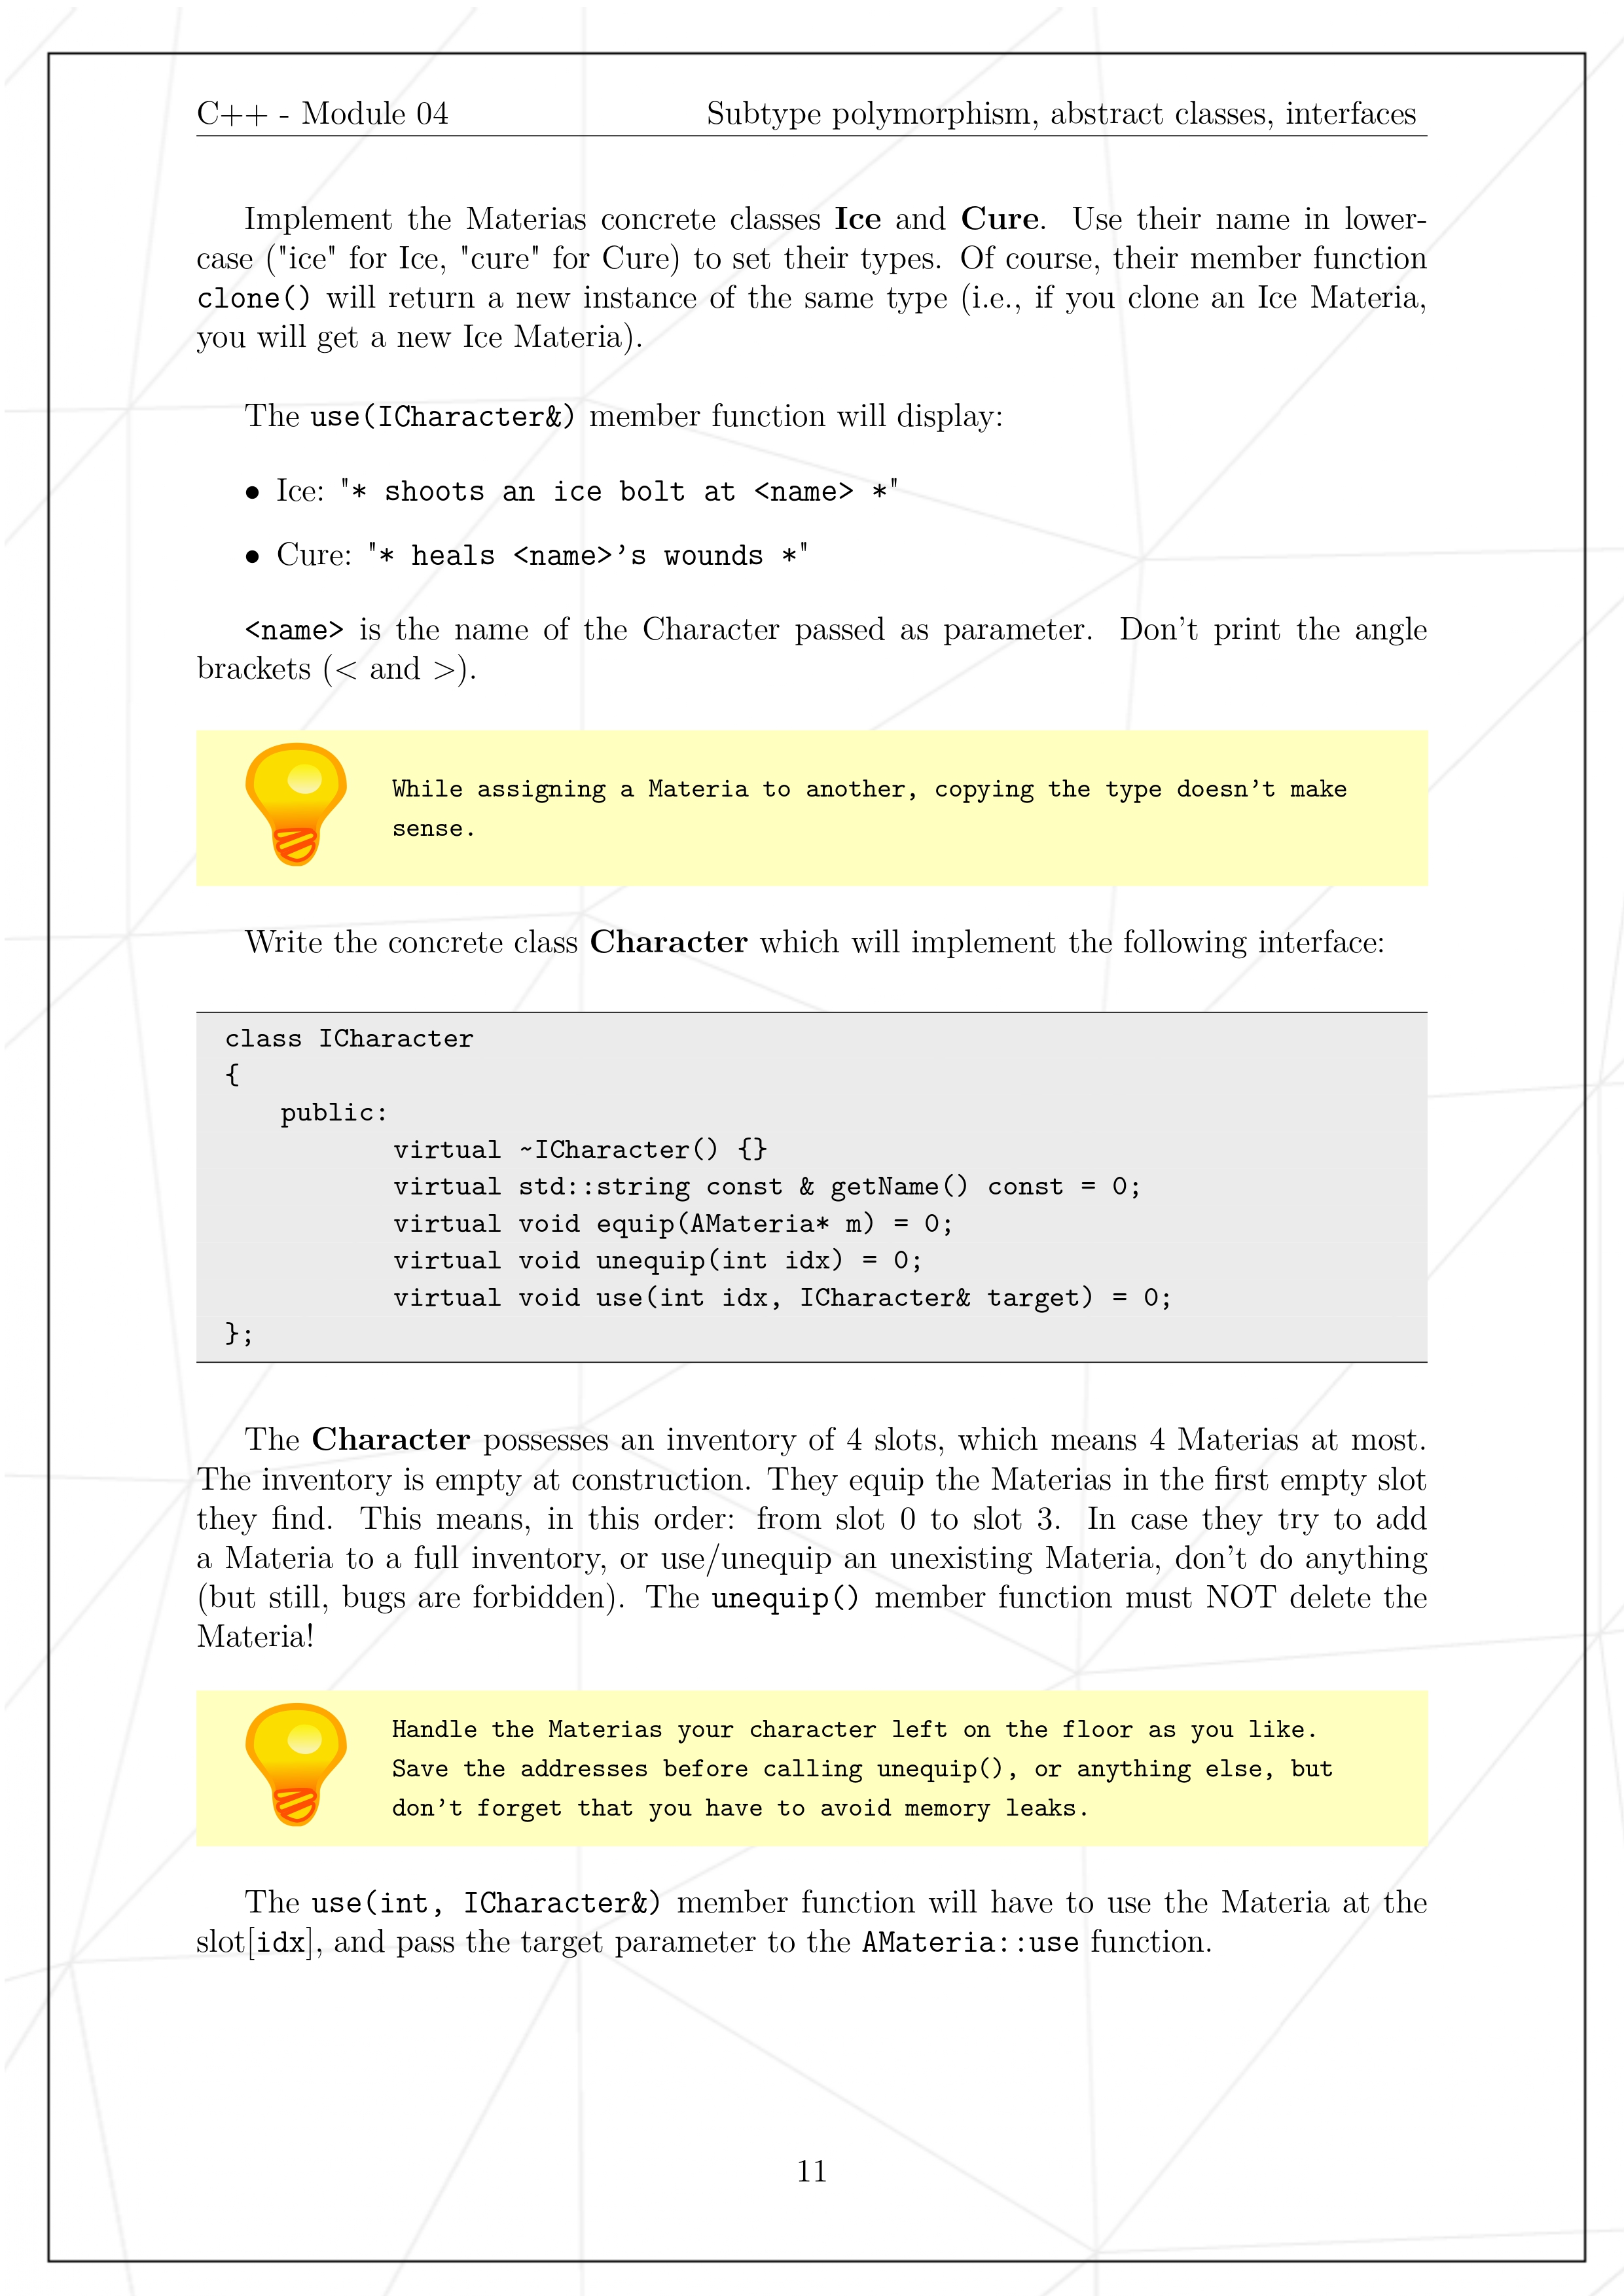 C++ - Module 04 Subtype polymorphism, abstract classes, interfaces
Implement the Materias concrete classes Ice and Cure. Use their name in lower-
case ("ice" for Ice, "cure" for Cure) to set their types. Of course, their member function
clone() will return a new instance of the same type (i.e., if you clone an Ice Materia,
you will get a new Ice Materia).
The use(ICharacter&) member function will display:
• Ice: "* shoots an ice bolt at <name> *"
• Cure: "* heals <name>'s wounds *"
<name> is the name of the Character passed as parameter. Don't print the angle
brackets (< and >).
While assigning a Materia to another, copying the type doesn't make
sense.
Write the concrete class Character which will implement the following interface:
class ICharacter
{
public:
virtual ~ICharacter() {}
virtual std::string const & getName() const = 0;
virtual void equip(AMateria* m) = 0;
virtual void unequip(int idx) = 0;
virtual void use(int idx, ICharacter& target) = 0;
};
The Character possesses an inventory of 4 slots, which means 4 Materias at most.
The inventory is empty at construction. They equip the Materias in the first empty slot
they find. This means, in this order: from slot 0 to slot 3. In case they try to add
a Materia to a full inventory, or use/unequip an unexisting Materia, don't do anything
(but still, bugs are forbidden). The unequip() member function must NOT delete the
Materia!
Handle the Materias your character left on the floor as you like.
Save the addresses before calling unequip(), or anything else, but
don't forget that you have to avoid memory leaks.
The use(int, ICharacter&) member function will have to use the Materia at the
slot[idx], and pass the target parameter to the AMateria::use function.
11